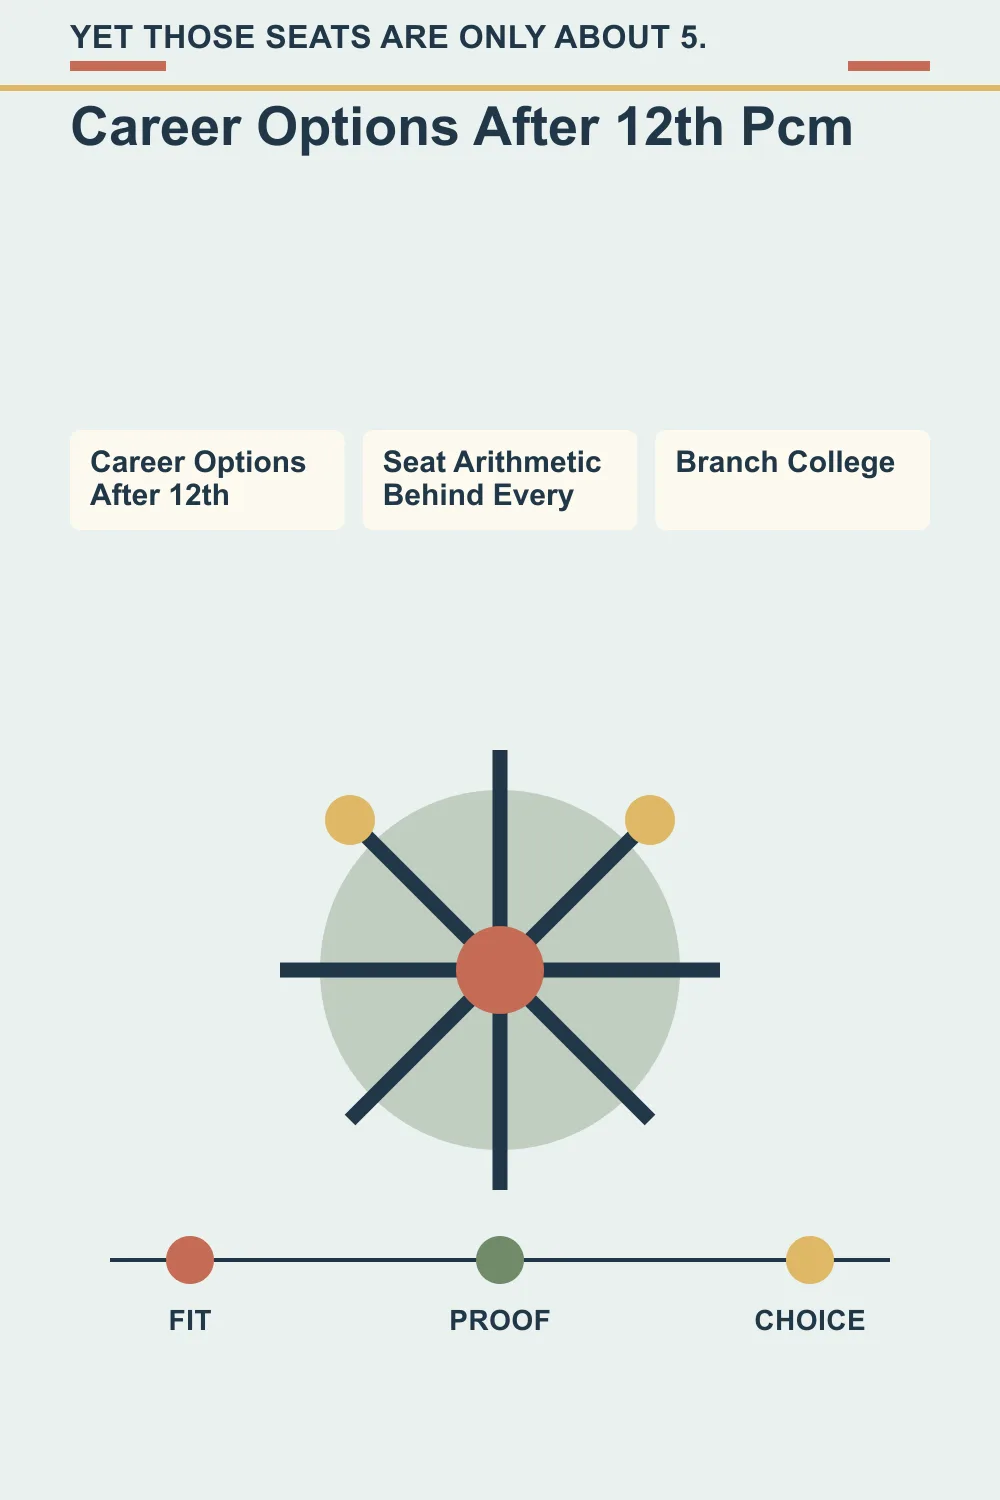 YET THOSE SEATS ARE ONLY ABOUT 5.
Career Options After 12th Pcm
Career Options
After 12th
Seat Arithmetic
Behind Every
Branch College
FIT
PROOF
CHOICE